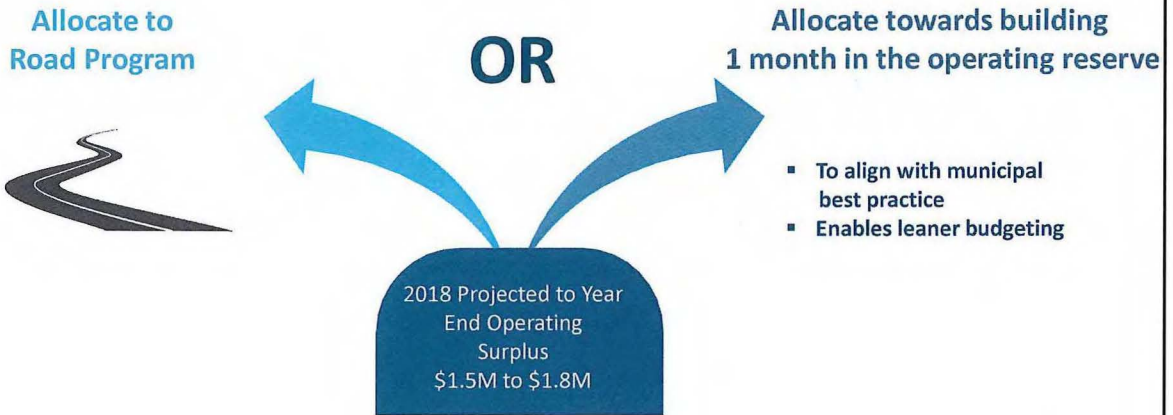 Allocate to
Road Program
OR
Allocate towards building
1 month in the operating reserve
▪ To align with municipal
best practice
▪ Enables leaner budgeting
2018 Projected to Year
End Operating
Surplus
$1.5M to $1.8M